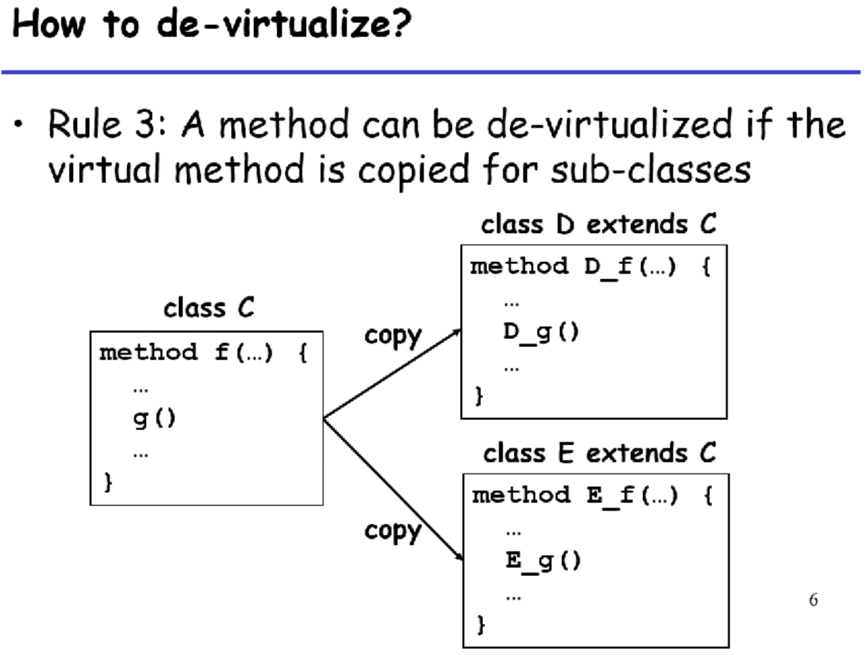 How to de-virtualize?
• Rule 3: A method can be de-virtualized if the
virtual method is copied for sub-classes
class C
method f(…) {
…
g()
…
}
copy
copy
class D extends C
method D_f(…) {
…
D_g()
…
}
class E extends C
method E_f(…) {
…
E_g()
…
}
6